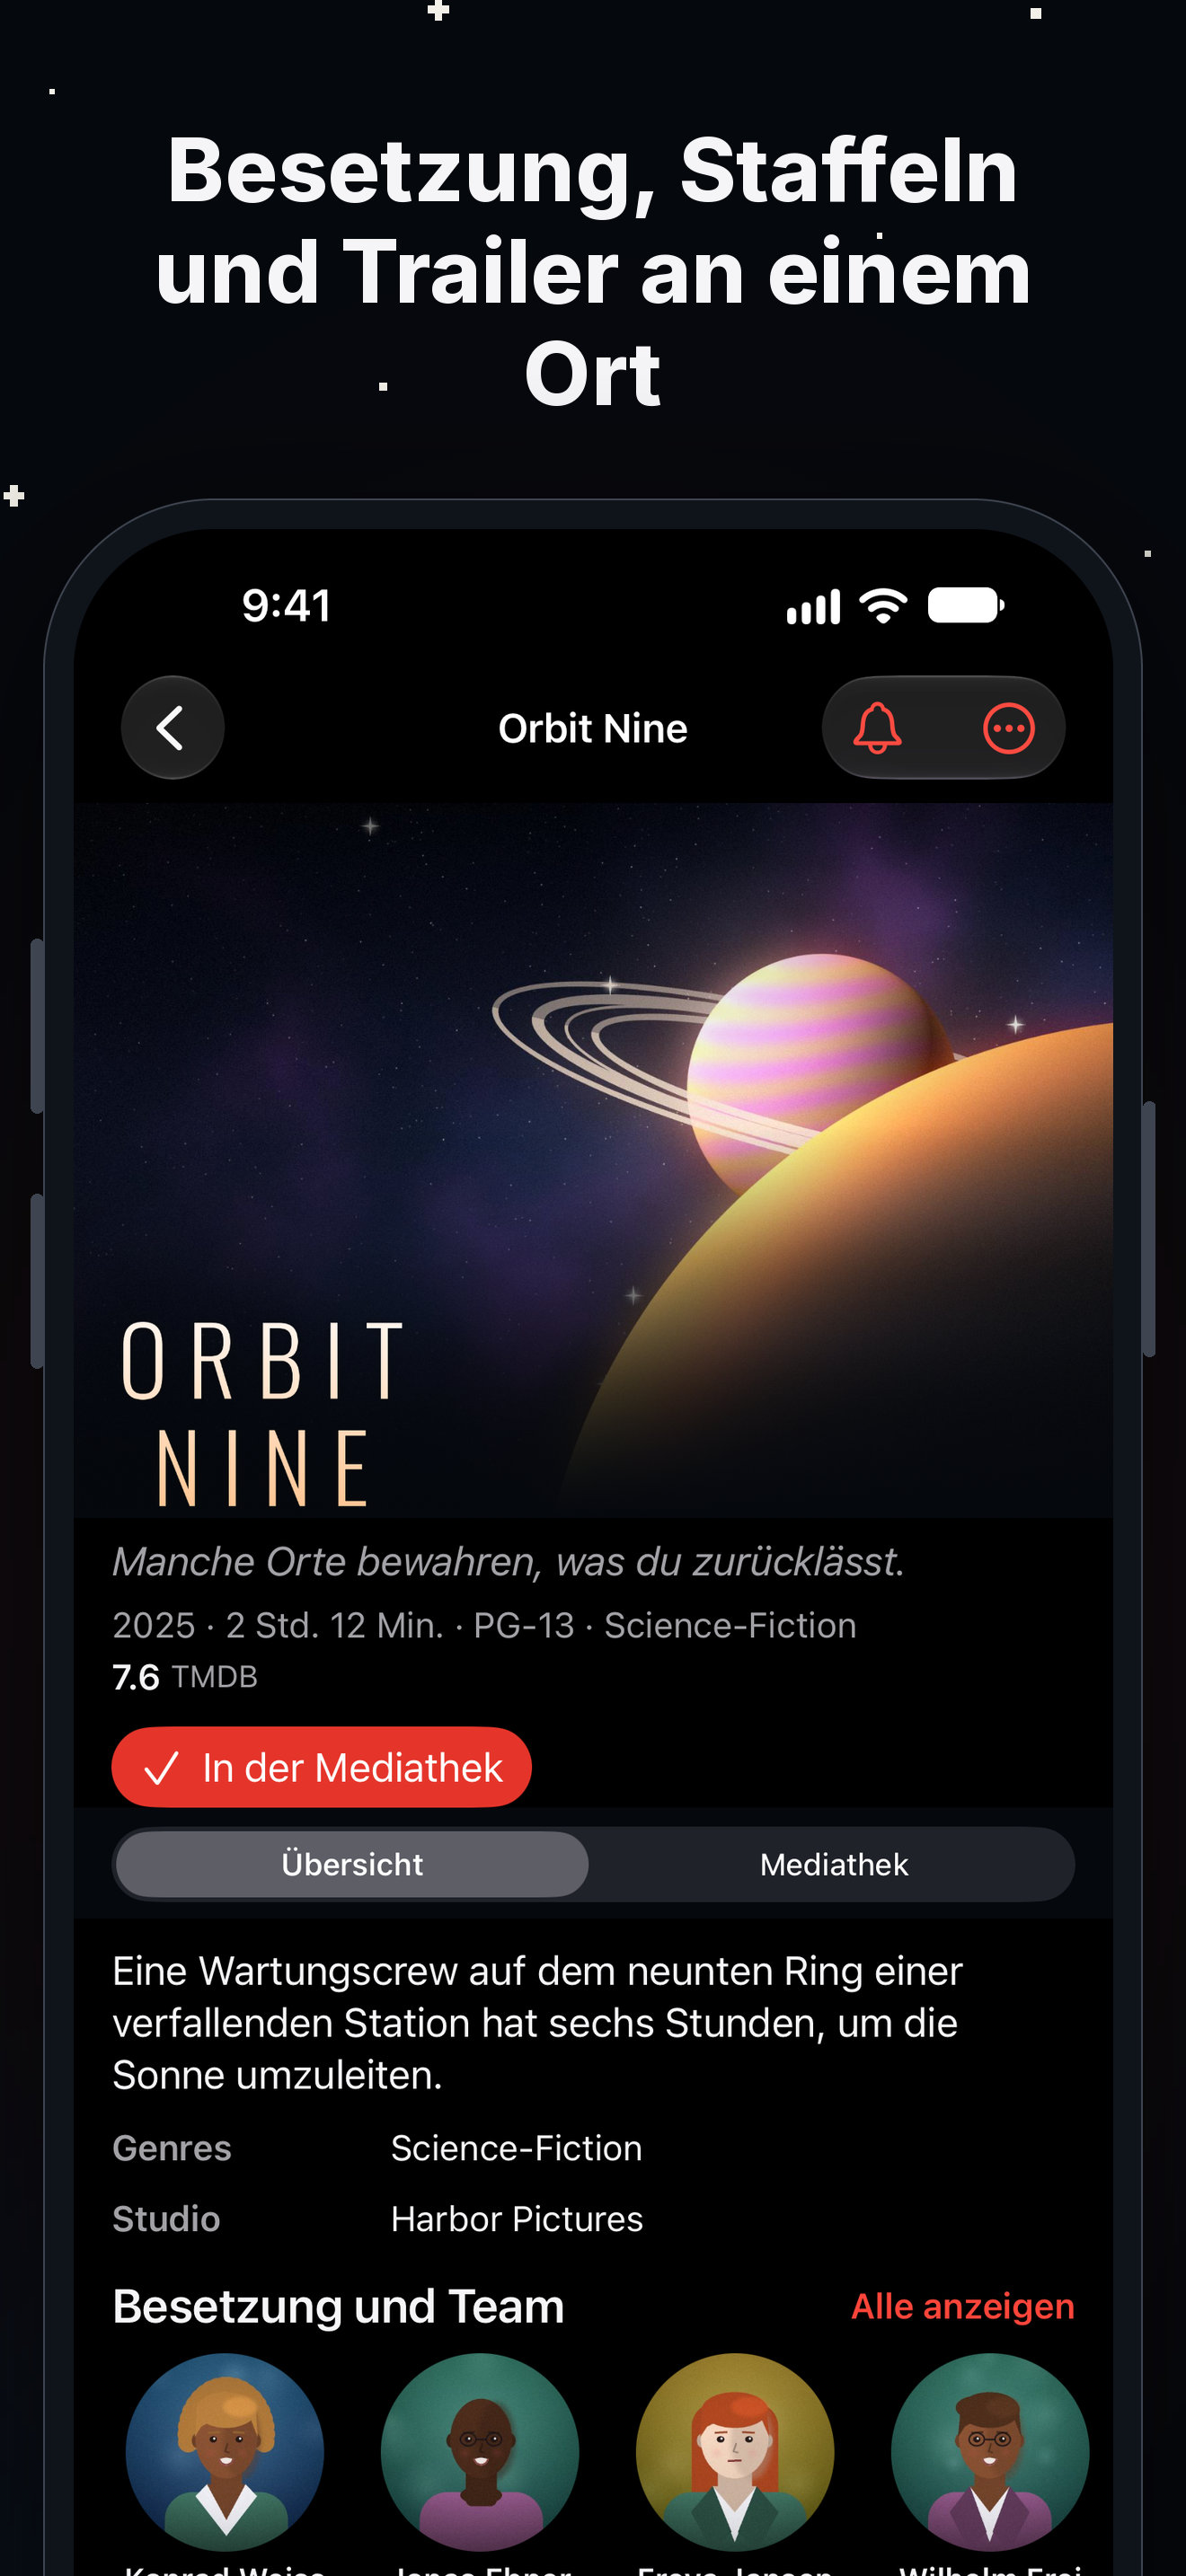 Besetzung, Staffeln
und Trailer an einem
Ort
9:41
Orbit Nine
ORBIT
NINE
Manche Orte bewahren, was du zurücklässt.
2025 · 2 Std. 12 Min. · PG-13 · Science-Fiction
7.6 TMDB
In der Mediathek
Übersicht Mediathek
Eine Wartungscrew auf dem neunten Ring einer
verfallenden Station hat sechs Stunden, um die
Sonne umzuleiten.
Genres Science-Fiction
Studio Harbor Pictures
Besetzung und Team Alle anzeigen